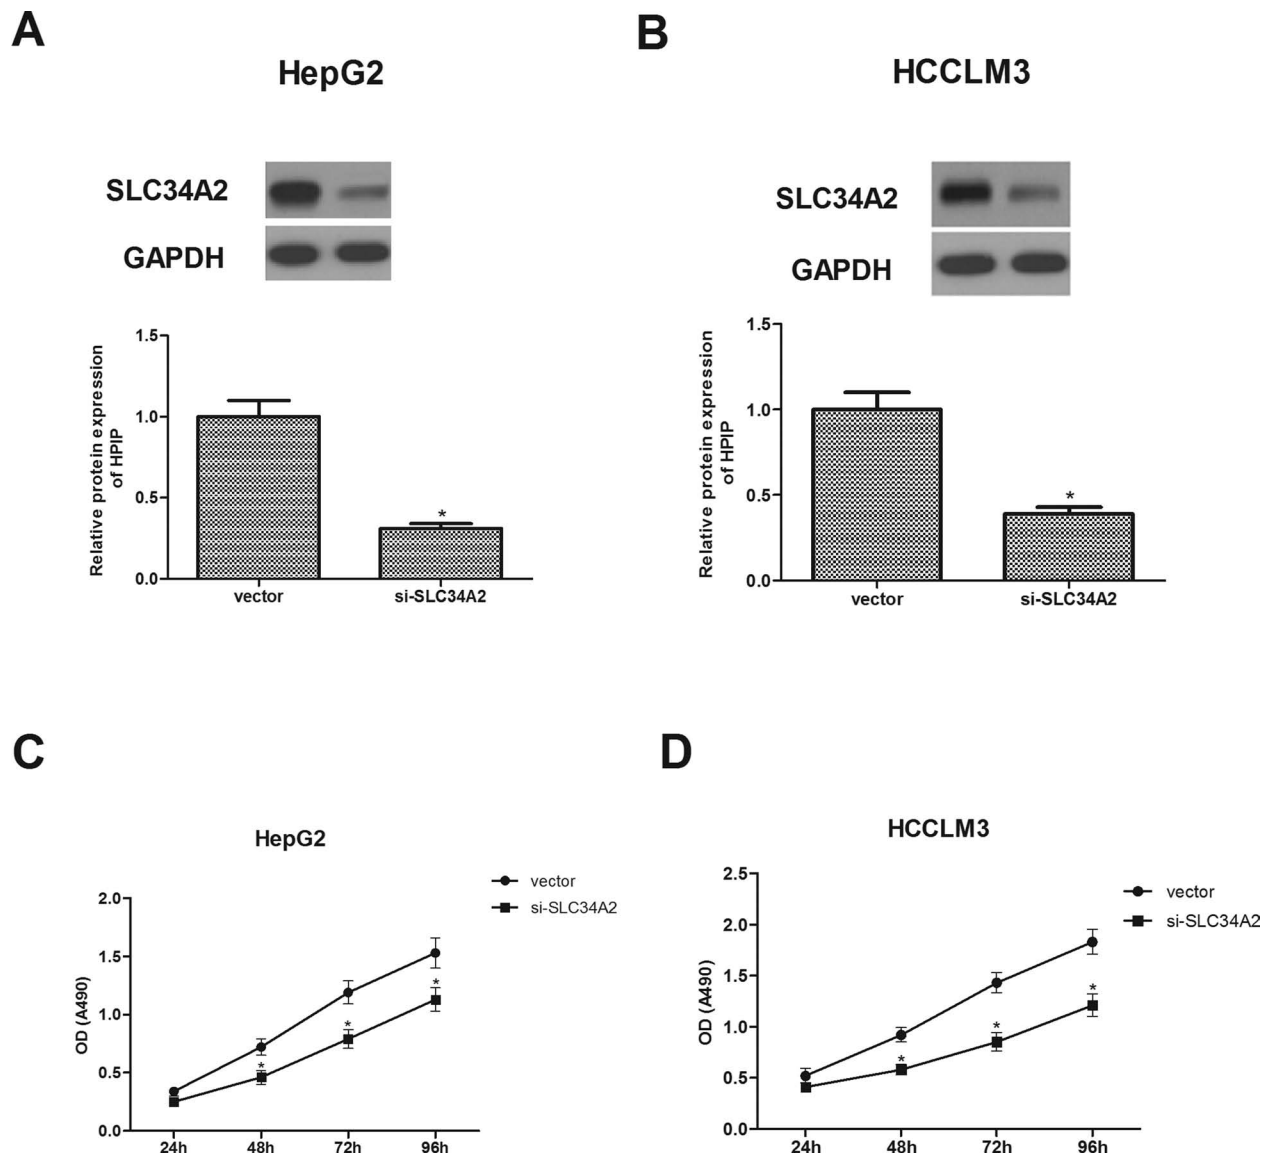 A
HepG2
SLC34A2
GAPDH
Relative protein expression
of HPIP
1.5
1.0
0.5
0.0
*
vector
si-SLC34A2
B
HCCLM3
SLC34A2
GAPDH
Relative protein expression
of HPIP
1.5
1.0
0.5
0.0
*
vector
si-SLC34A2
C
HepG2
vector
si-SLC34A2
OD (A490)
2.0
1.5
1.0
0.5
0.0
*
*
*
24h
48h
72h
96h
D
HCCLM3
vector
si-SLC34A2
OD (A490)
2.5
2.0
1.5
1.0
0.5
0.0
*
*
*
24h
48h
72h
96h